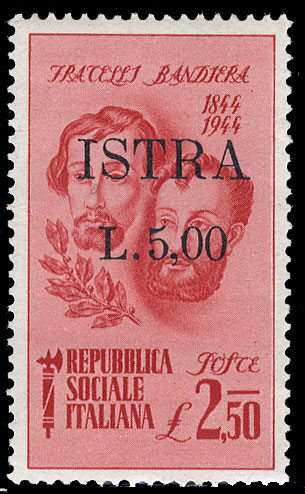 FRATELLI BANDIERA
1844
1944
ISTRA
L.5,00
REPUBBLICA
SOCIALE
ITALIANA
POSTE
£2,50